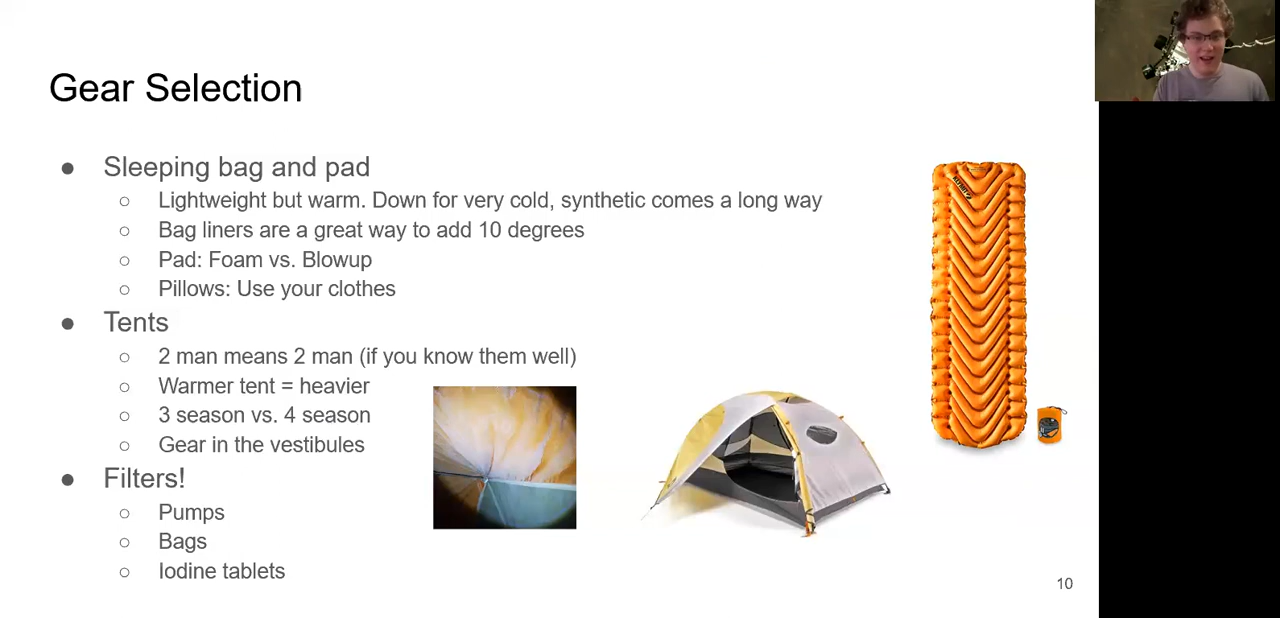 Gear Selection
● Sleeping bag and pad
○ Lightweight but warm. Down for very cold, synthetic comes a long way
○ Bag liners are a great way to add 10 degrees
○ Pad: Foam vs. Blowup
○ Pillows: Use your clothes
● Tents
○ 2 man means 2 man (if you know them well)
○ Warmer tent = heavier
○ 3 season vs. 4 season
○ Gear in the vestibules
● Filters!
○ Pumps
○ Bags
○ Iodine tablets
KLYMIT
10